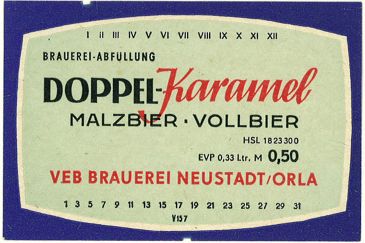 I II III IV V VI VII VIII IX X XI XII
BRAUEREI-ABFÜLLUNG
DOPPEL-Karamel
MALZBIER · VOLLBIER
HSL 1823300
EVP 0,33 Ltr. M 0,50
VEB BRAUEREI NEUSTADT/ORLA
1 3 5 7 9 11 13 15 17 19 21 23 25 27 29 31
V157